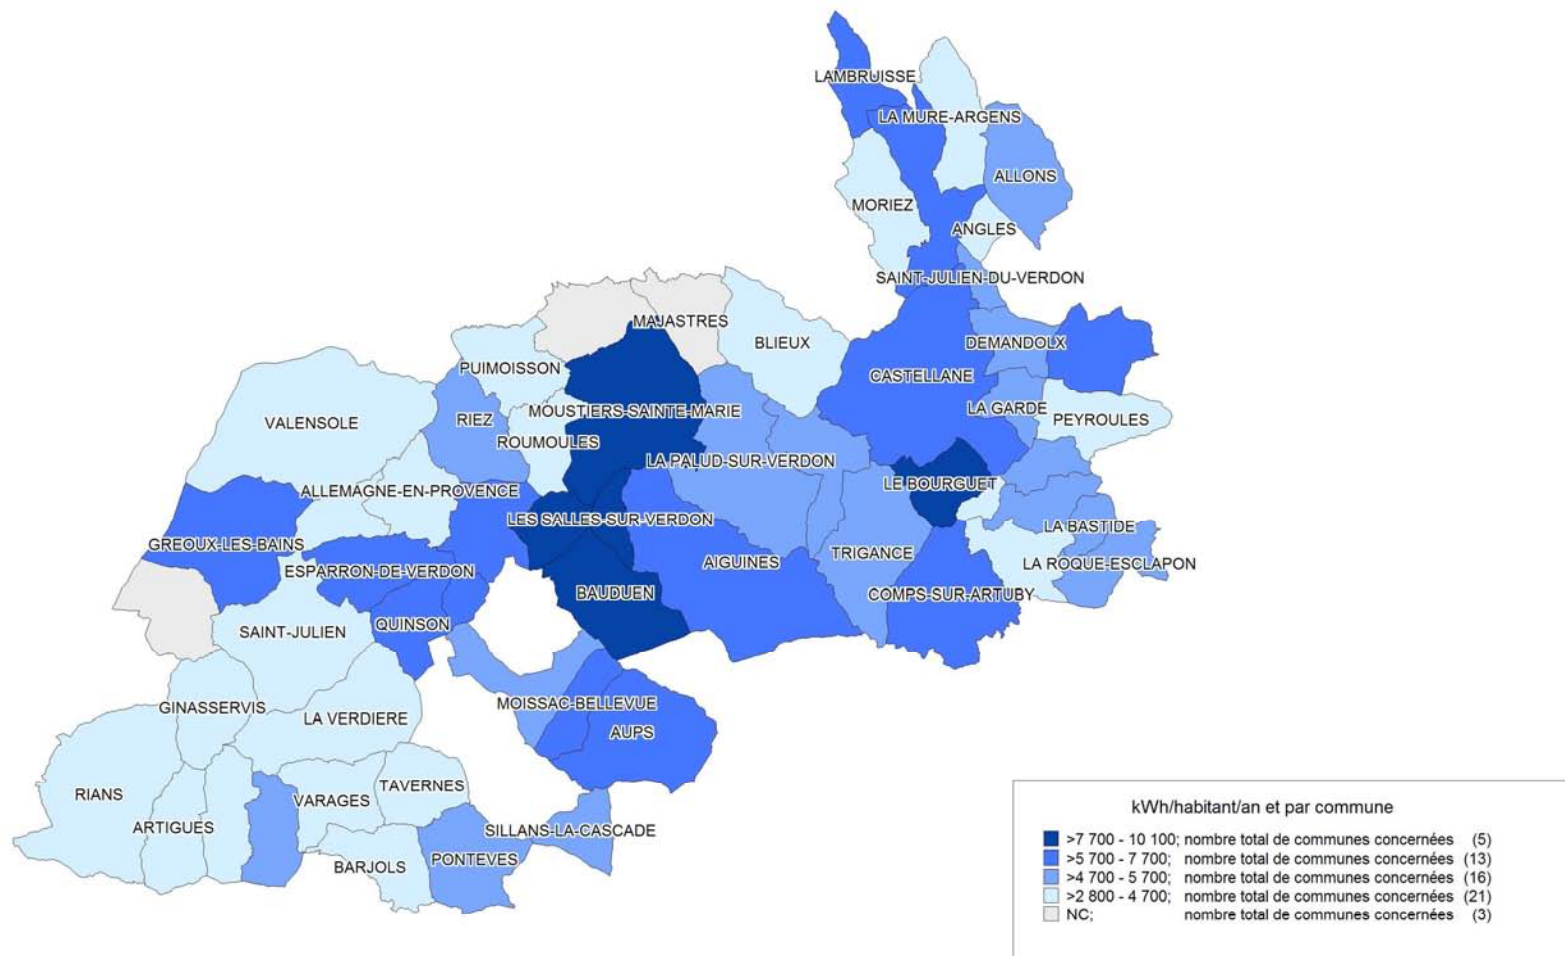 LAMBRUISSE
LA MURE-ARGENS
ALLONS
MORIEZ
ANGLES
SAINT-JULIEN-DU-VERDON
MAJASTRES
BLIEUX
DEMANDOLX
PUIMOISSON
CASTELLANE
MOUSTIERS-SAINTE-MARIE
LA GARDE
VALENSOLE
RIEZ
PEYROULES
ROUMOULES
LA PALUD-SUR-VERDON
LE BOURGUET
ALLEMAGNE-EN-PROVENCE
LES SALLES-SUR-VERDON
LA BASTIDE
GREOUX-LES-BAINS
TRIGANCE
AIGUINES
LA ROQUE-ESCLAPON
ESPARRON-DE-VERDON
BAUDUEN
COMPS-SUR-ARTUBY
QUINSON
SAINT-JULIEN
MOISSAC-BELLEVUE
GINASSERVIS
LA VERDIERE
AUPS
TAVERNES
RIANS
VARAGES
ARTIGUES
SILLANS-LA-CASCADE
BARJOLS
PONTEVES
kWh/habitant/an et par commune
>7 700 - 10 100; nombre total de communes concernées (5)
>5 700 - 7 700; nombre total de communes concernées (13)
>4 700 - 5 700; nombre total de communes concernées (16)
>2 800 - 4 700; nombre total de communes concernées (21)
NC; nombre total de communes concernées (3)